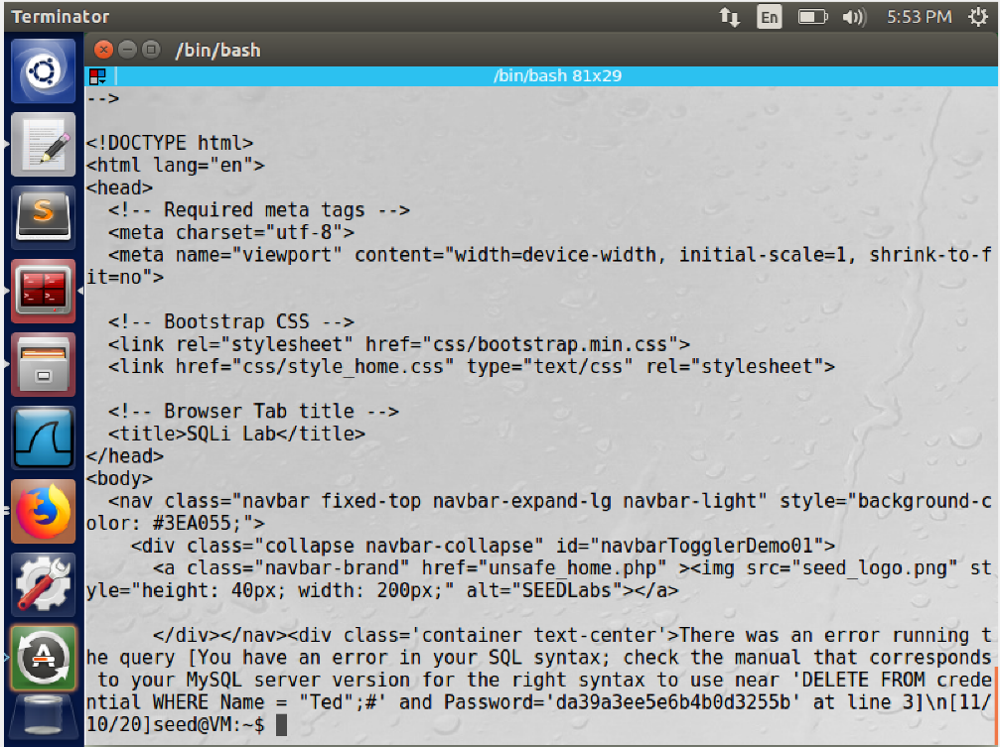 Terminator
En
5:53 PM
/bin/bash
/bin/bash 81x29
-->
<!DOCTYPE html>
<html lang="en">
<head>
  <!-- Required meta tags -->
  <meta charset="utf-8">
  <meta name="viewport" content="width=device-width, initial-scale=1, shrink-to-f
it=no">
  <!-- Bootstrap CSS -->
  <link rel="stylesheet" href="css/bootstrap.min.css">
  <link href="css/style_home.css" type="text/css" rel="stylesheet">
  <!-- Browser Tab title -->
  <title>SQLi Lab</title>
</head>
<body>
  <nav class="navbar fixed-top navbar-expand-lg navbar-light" style="background-c
olor: #3EA055;">
    <div class="collapse navbar-collapse" id="navbarTogglerDemo01">
      <a class="navbar-brand" href="unsafe_home.php" ><img src="seed_logo.png" st
yle="height: 40px; width: 200px;" alt="SEEDLabs"></a>
      </div></nav><div class='container text-center'>There was an error running t
he query [You have an error in your SQL syntax; check the manual that corresponds
 to your MySQL server version for the right syntax to use near 'DELETE FROM crede
ntial WHERE Name = "Ted";#' and Password='da39a3ee5e6b4b0d3255b' at line 3]\n[11/
10/20]seed@VM:~$